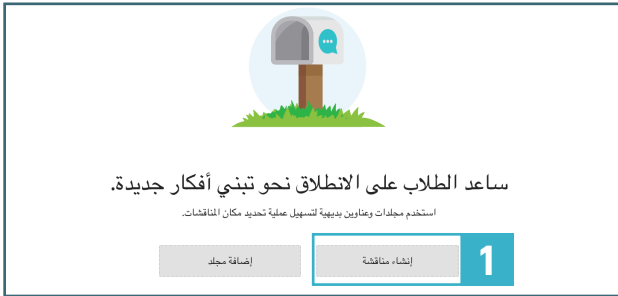 ساعد الطلاب على الانطلاق نحو تبني أفكار جديدة.
استخدم مجلدات وعناوين بديهية لتسهيل عملية تحديد مكان المناقشات.
1 إنشاء مناقشة إضافة مجلد